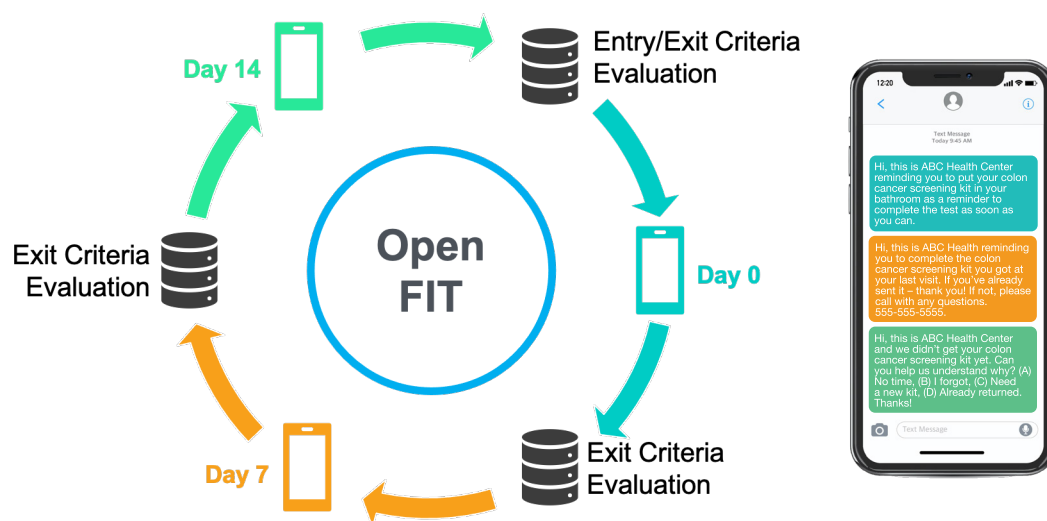 Day 14
Entry/Exit Criteria
Evaluation
Open
FIT
Day 0
Exit Criteria
Evaluation
Day 7
Exit Criteria
Evaluation
12:20
Text Message
Today 9:45 AM
Hi, this is ABC Health Center
reminding you to put your colon
cancer screening kit in your
bathroom as a reminder to
complete the test as soon as
you can.
Hi, this is ABC Health reminding
you to complete the colon
cancer screening kit you got at
your last visit. If you've already
sent it – thank you! If not, please
call with any questions.
555-555-5555.
Hi, this is ABC Health Center
and we didn't get your colon
cancer screening kit yet. Can
you help us understand why? (A)
No time, (B) I forgot, (C) Need
a new kit, (D) Already returned.
Thanks!
Text Message